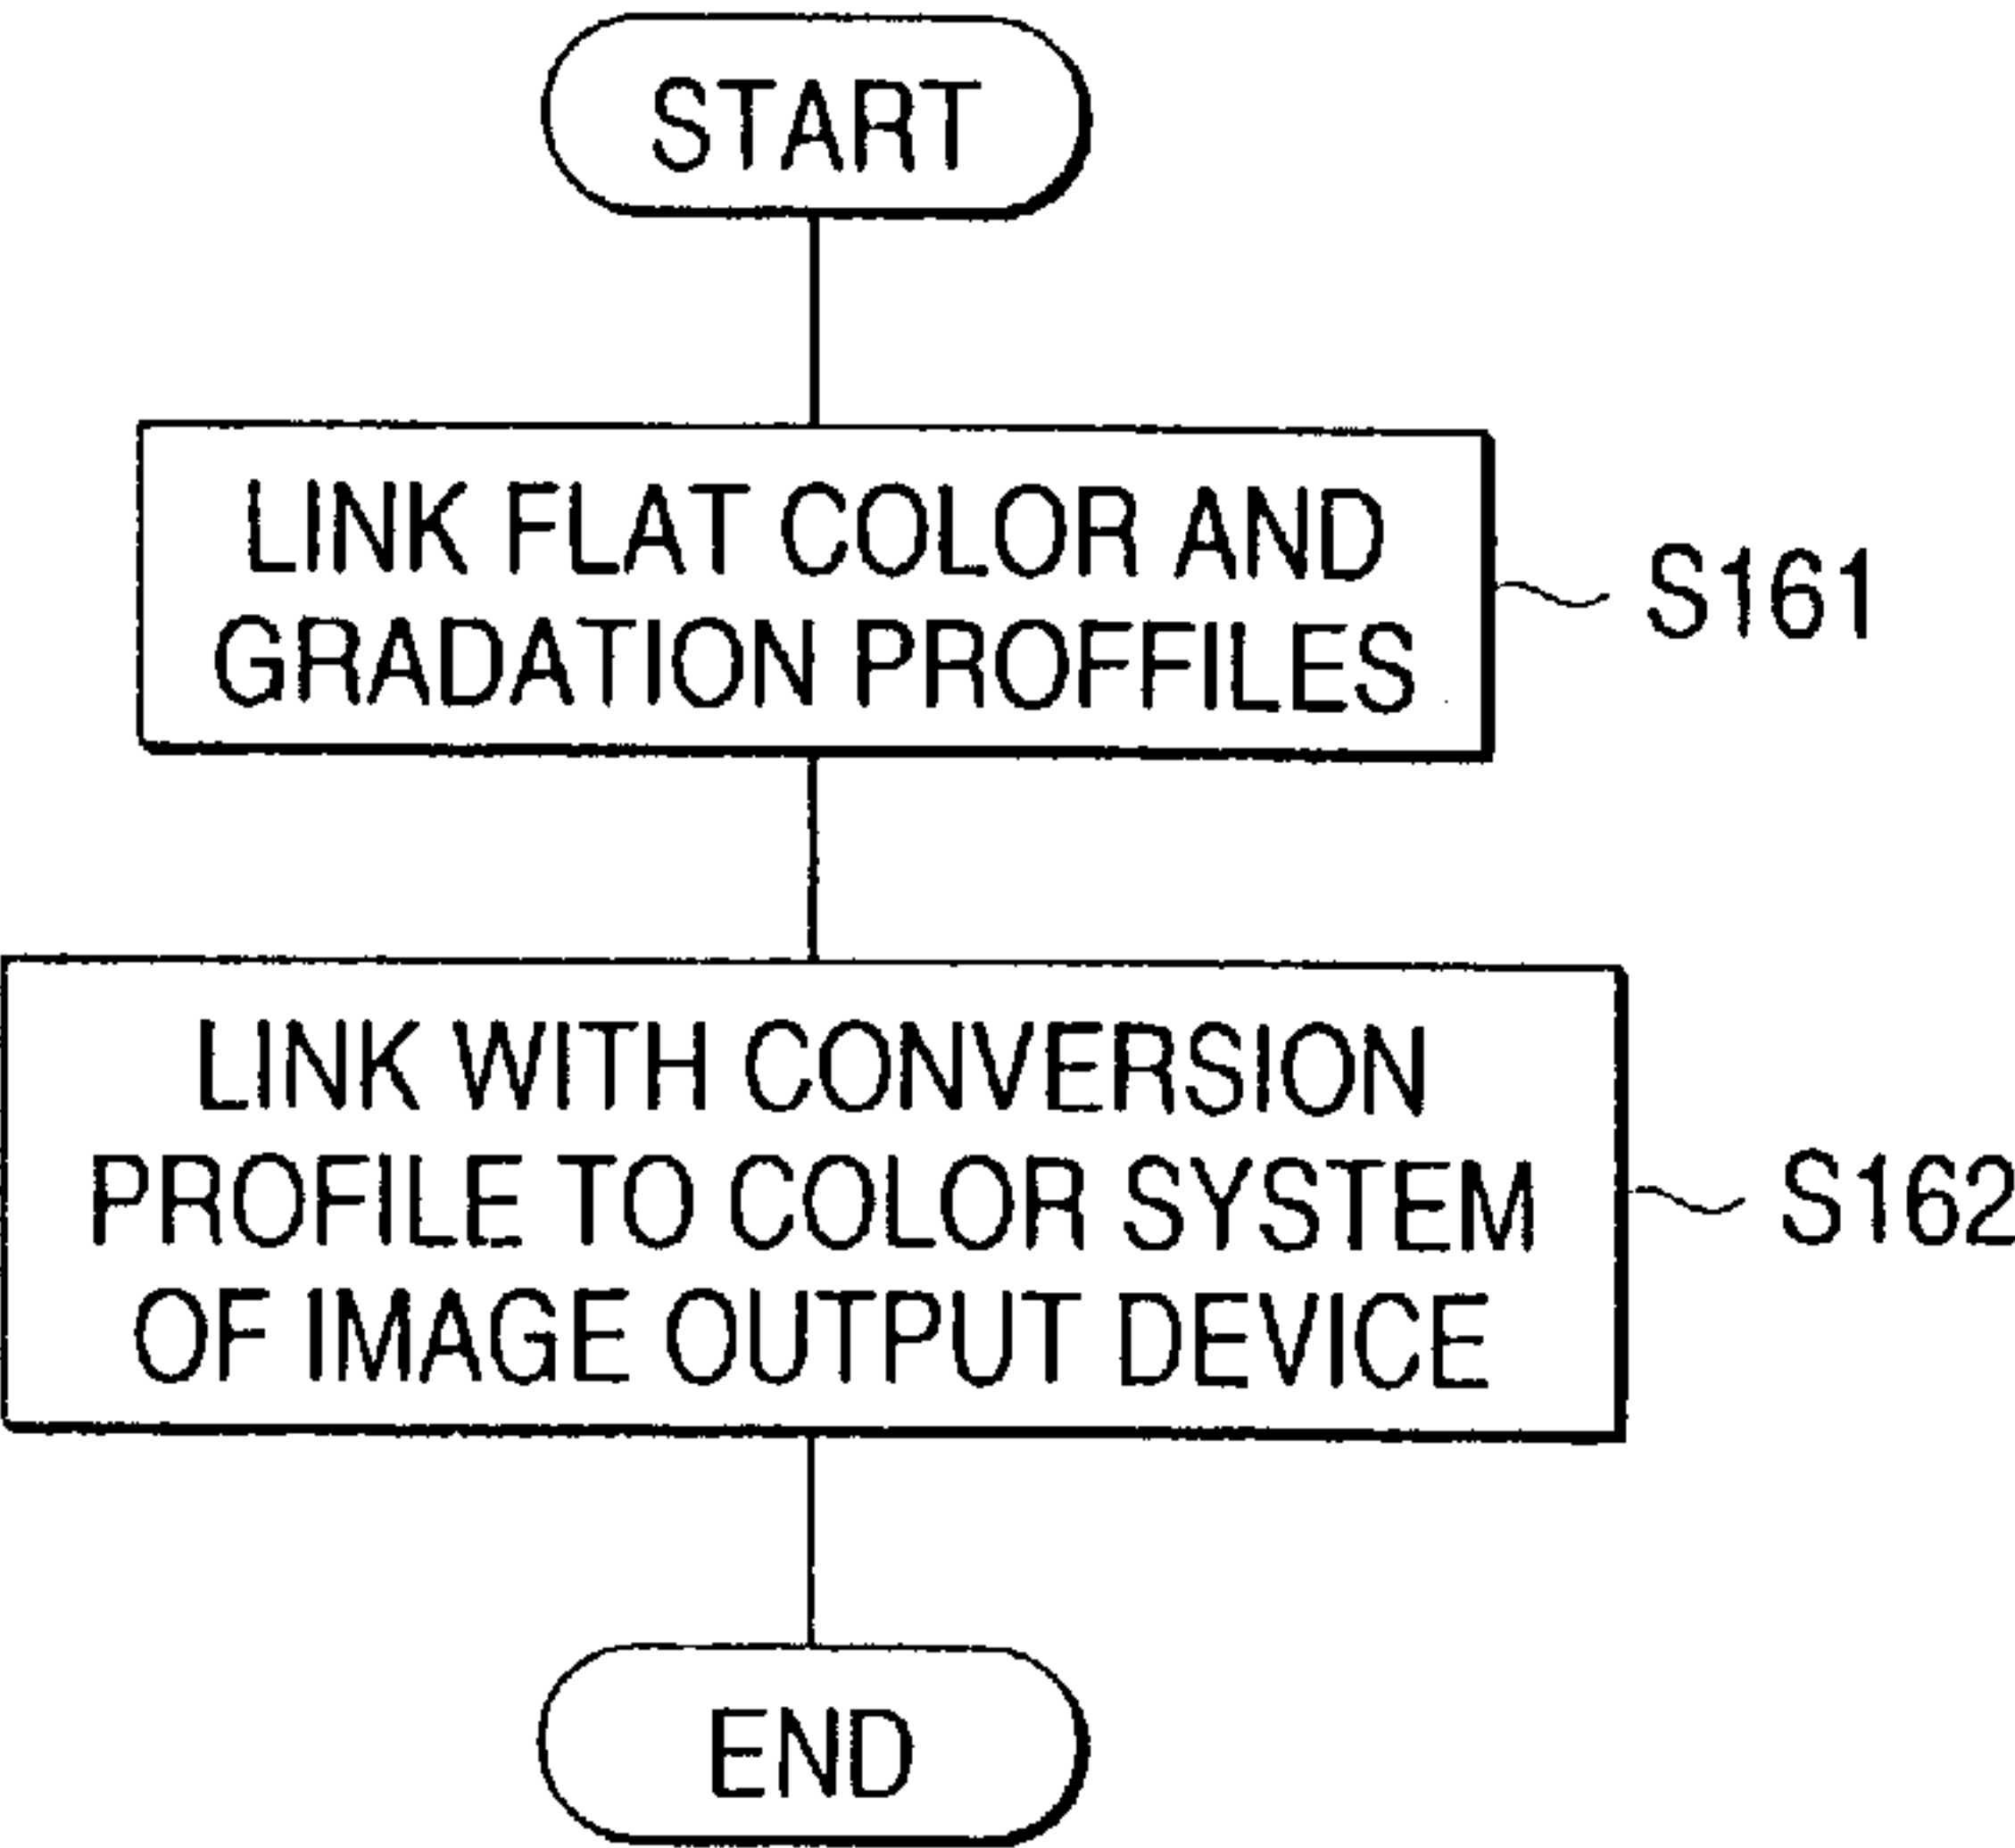 START
LINK FLAT COLOR AND
GRADATION PROFFILES
S161
LINK WITH CONVERSION
PROFILE TO COLOR SYSTEM
OF IMAGE OUTPUT DEVICE
S162
END